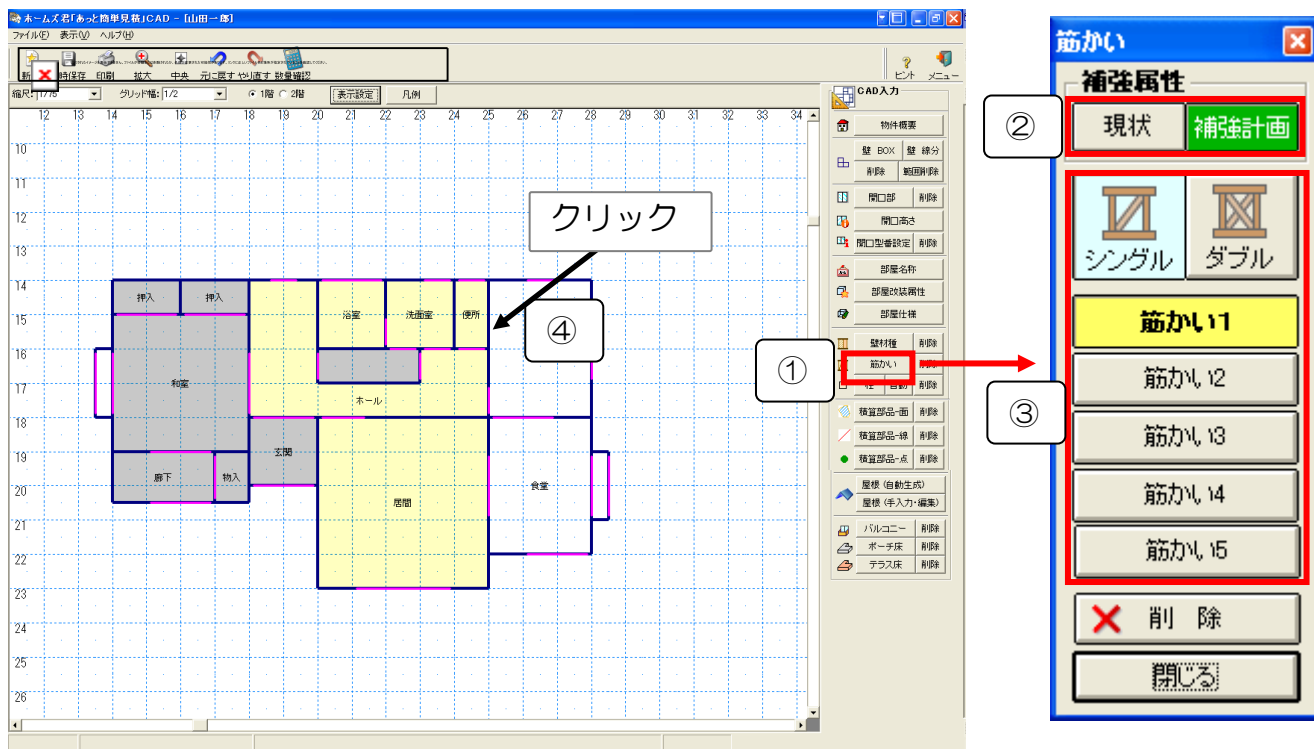 ホームズ君「あっと簡単見積」CAD - [山田一郎]
ファイル(F) 表示(V) ヘルプ(H)
新 時保存 印刷 拡大 中央 元に戻す やり直す 数量確認 ヒント メニュー
縮尺: 1/75 グリッド幅: 1/2 1階 2階 表示設定 凡例
12 13 14 15 16 17 18 19 20 21 22 23 24 25 26 27 28 29 30 31 32 33 34
10
11
12
13
14
15
16
17
18
19
20
21
22
23
24
25
26
押入 押入 浴室 洗面室 便所
和室
ホール
玄関
廊下 物入
居間
食堂
クリック
④
CAD入力
物件概要
壁 BOX 壁 線分
削除 範囲削除
開口部 削除
開口高さ
開口型番設定 削除
部屋名称
部屋改装属性
部屋仕様
壁材種 削除
筋かい 削除
柱 自動 削除
積算部品-面 削除
積算部品-線 削除
積算部品-点 削除
屋根(自動生成)
屋根(手入力・編集)
バルコニー 削除
ポーチ床 削除
テラス床 削除
①
②
③
筋かい
補強属性
現状 補強計画
シングル ダブル
筋かい1
筋かい2
筋かい3
筋かい4
筋かい5
削 除
閉じる